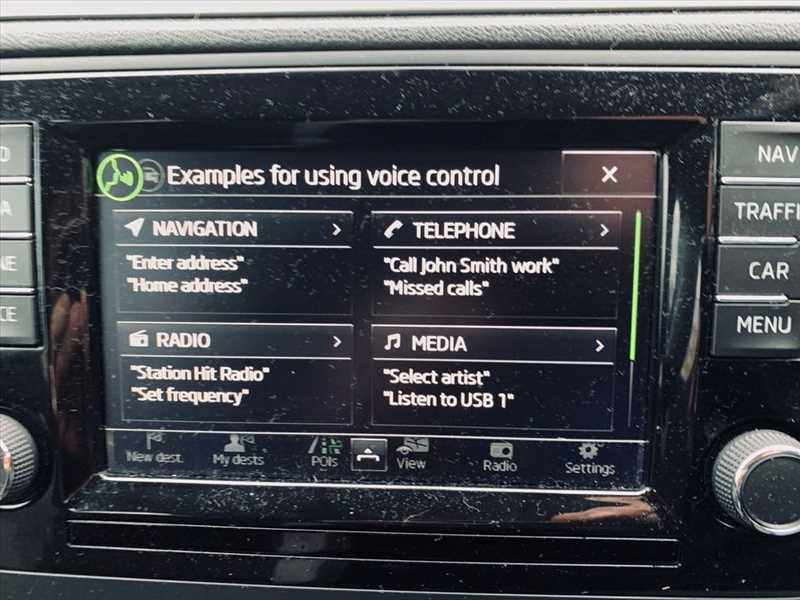 Examples for using voice control
NAVIGATION
"Enter address"
"Home address"
TELEPHONE
"Call John Smith work"
"Missed calls"
RADIO
"Station Hit Radio"
"Set frequency"
MEDIA
"Select artist"
"Listen to USB 1"
New dest.
My dests
POIs
View
Radio
Settings
NAV
TRAFFI
CAR
MENU